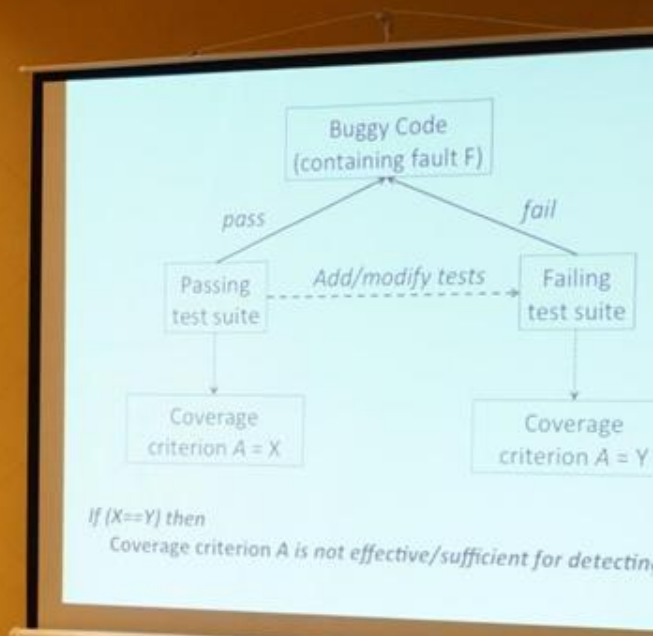 Buggy Code
(containing fault F)
pass
fail
Passing
test suite
Add/modify tests
Failing
test suite
Coverage
criterion A = X
Coverage
criterion A = Y
If (X==Y) then
Coverage criterion A is not effective/sufficient for detecting